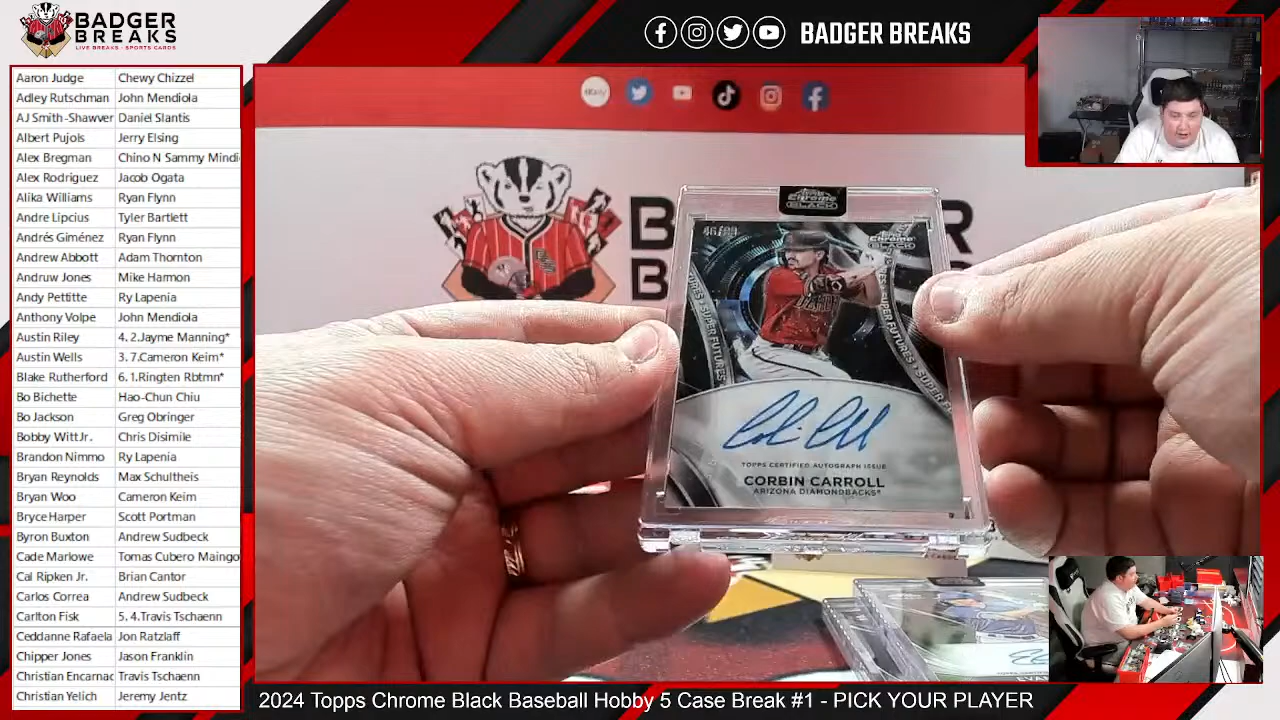 BADGER
BREAKS
LIVE BREAKS - SPORTS CARDS
BADGER BREAKS
Aaron Judge Chewy Chizzel
Adley Rutschman John Mendiola
AJ Smith-Shawver Daniel Slantis
Albert Pujols Jerry Elsing
Alex Bregman Chino N Sammy Mindi
Alex Rodriguez Jacob Ogata
Alika Williams Ryan Flynn
Andre Lipcius Tyler Bartlett
Andrés Giménez Ryan Flynn
Andrew Abbott Adam Thornton
Andruw Jones Mike Harmon
Andy Pettitte Ry Lapenia
Anthony Volpe John Mendiola
Austin Riley 4. 2.Jayme Manning*
Austin Wells 3. 7.Cameron Keim*
Blake Rutherford 6. 1.Ringten Rbtmn*
Bo Bichette Hao-Chun Chiu
Bo Jackson Greg Obringer
Bobby Witt Jr. Chris Disimile
Brandon Nimmo Ry Lapenia
Bryan Reynolds Max Schultheis
Bryan Woo Cameron Keim
Bryce Harper Scott Portman
Byron Buxton Andrew Sudbeck
Cade Marlowe Tomas Cubero Maingo
Cal Ripken Jr. Brian Cantor
Carlos Correa Andrew Sudbeck
Carlton Fisk 5. 4.Travis Tschaenn
Ceddanne Rafaela Jon Ratzlaff
Chipper Jones Jason Franklin
Christian Encarnac Travis Tschaenn
Christian Yelich Jeremy Jentz
B
R
B
Topps
Chrome
BLACK
Chrome
BLACK
SUPER FUTURES
SUPER FUTURES • SUPER F
TOPPS CERTIFIED AUTOGRAPH ISSUE
CORBIN CARROLL
ARIZONA DIAMONDBACKS®
2024 Topps Chrome Black Baseball Hobby 5 Case Break #1 - PICK YOUR PLAYER